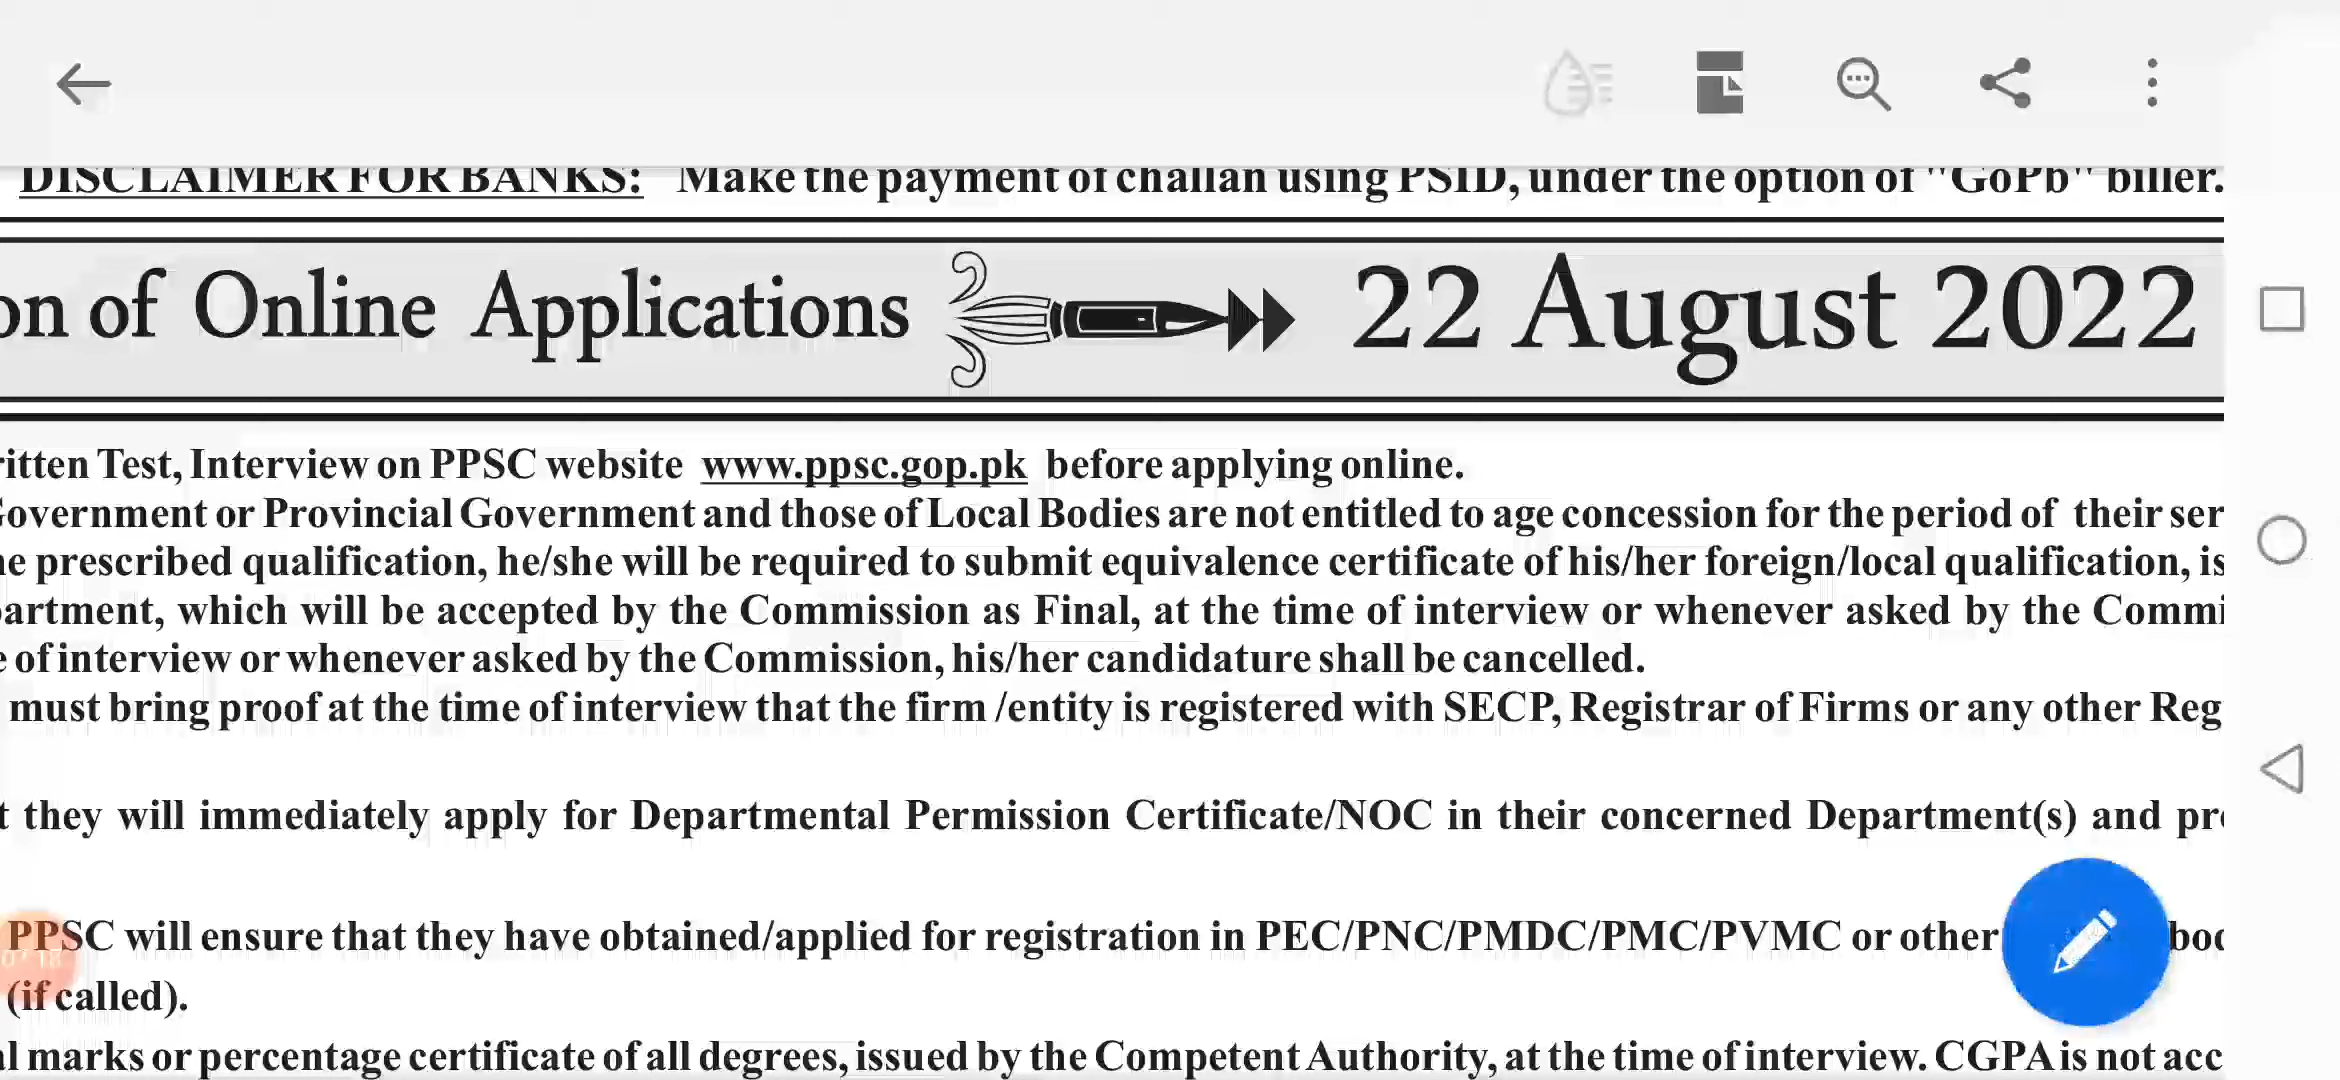 DISCLAIMER FOR BANKS: Make the payment of challan using PSID, under the option of "GoPb" biller.
on of Online Applications 22 August 2022
ritten Test, Interview on PPSC website www.ppsc.gop.pk before applying online.
Government or Provincial Government and those of Local Bodies are not entitled to age concession for the period of their ser
he prescribed qualification, he/she will be required to submit equivalence certificate of his/her foreign/local qualification, is
partment, which will be accepted by the Commission as Final, at the time of interview or whenever asked by the Commi
e of interview or whenever asked by the Commission, his/her candidature shall be cancelled.
must bring proof at the time of interview that the firm /entity is registered with SECP, Registrar of Firms or any other Reg
t they will immediately apply for Departmental Permission Certificate/NOC in their concerned Department(s) and pro
PPSC will ensure that they have obtained/applied for registration in PEC/PNC/PMDC/PMC/PVMC or other bod
07:18
(if called).
al marks or percentage certificate of all degrees, issued by the Competent Authority, at the time of interview. CGPA is not acc